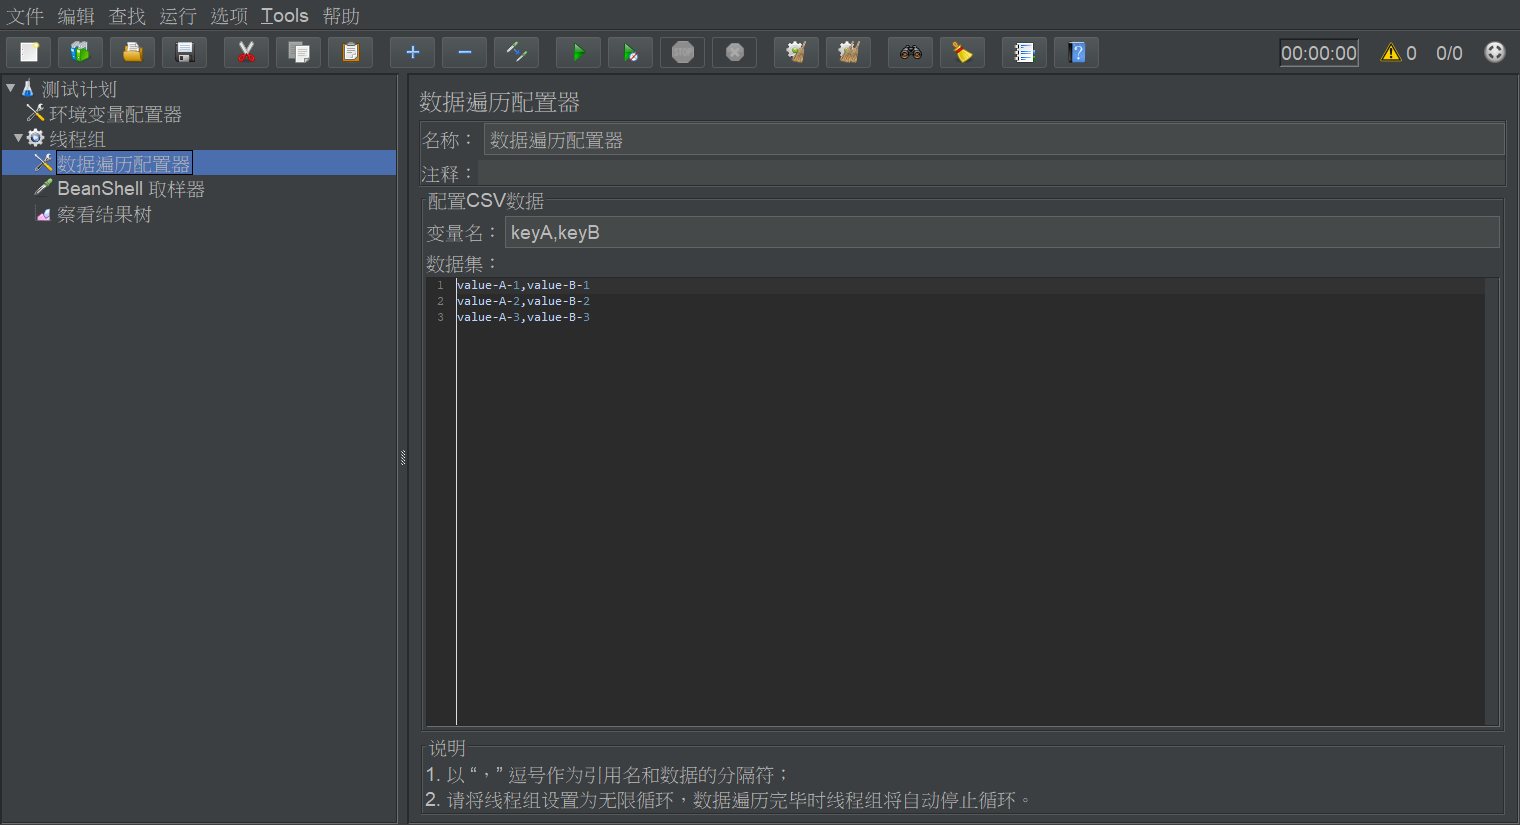 文件 编辑 查找 运行 选项 Tools 帮助
STOP
00:00:00 0 0/0
测试计划
环境变量配置器
线程组
数据遍历配置器
BeanShell 取样器
察看结果树
数据遍历配置器
名称： 数据遍历配置器
注释：
配置CSV数据
变量名： keyA,keyB
数据集：
1 value-A-1,value-B-1
2 value-A-2,value-B-2
3 value-A-3,value-B-3
说明
1. 以 “，” 逗号作为引用名和数据的分隔符；
2. 请将线程组设置为无限循环，数据遍历完毕时线程组将自动停止循环。